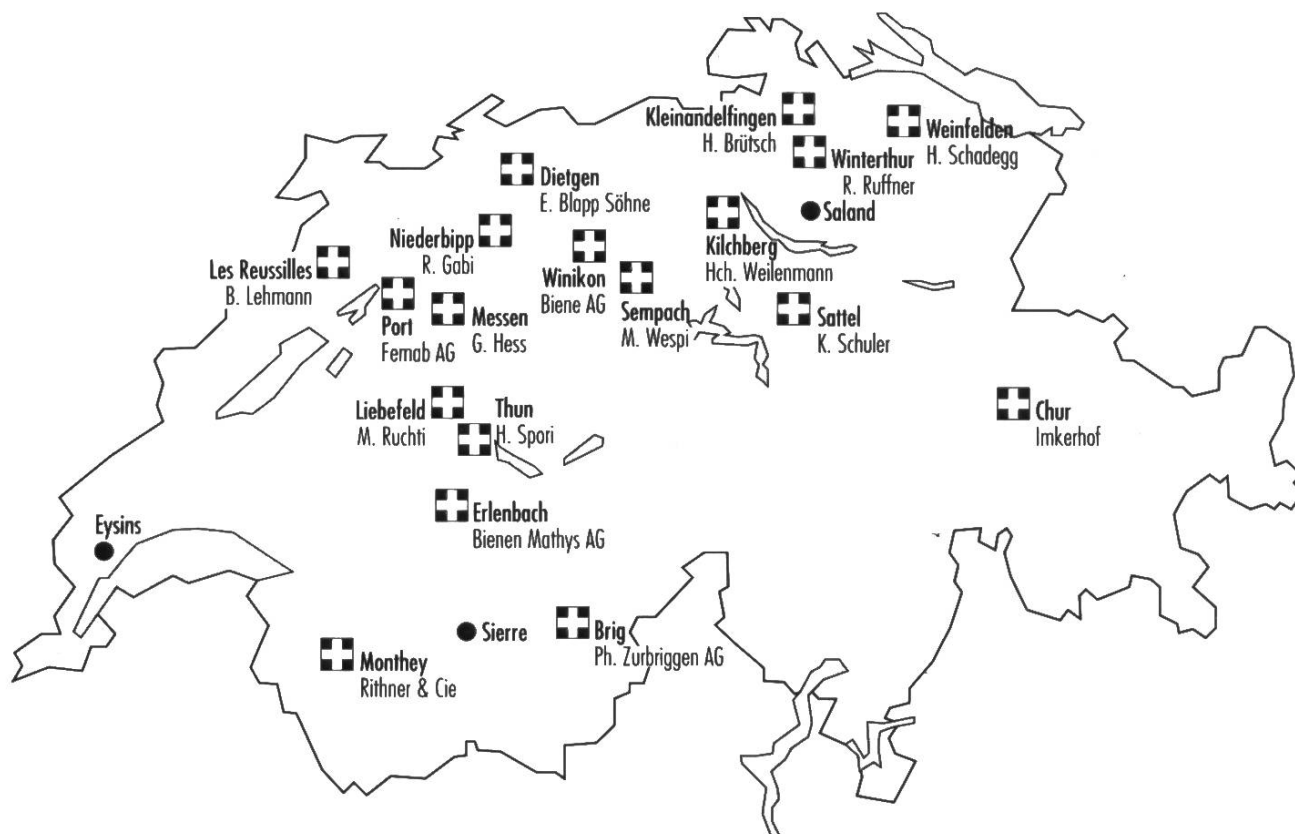 Kleinandelfingen
H. Brütsch
Weinfelden
H. Schadegg
Winterthur
R. Ruffner
Dietgen
E. Blapp Söhne
Saland
Niederbipp
R. Gabi
Kilchberg
Hch. Weilenmann
Les Reussilles
B. Lehmann
Winikon
Biene AG
Sempach
M. Wespi
Port
Fernab AG
Messen
G. Hess
Sattel
K. Schuler
Liebefeld
M. Ruchti
Thun
H. Spori
Chur
Imkerhof
Erlenbach
Bienen Mathys AG
Eysins
Sierre
Brig
Ph. Zurbriggen AG
Monthey
Rithner & Cie